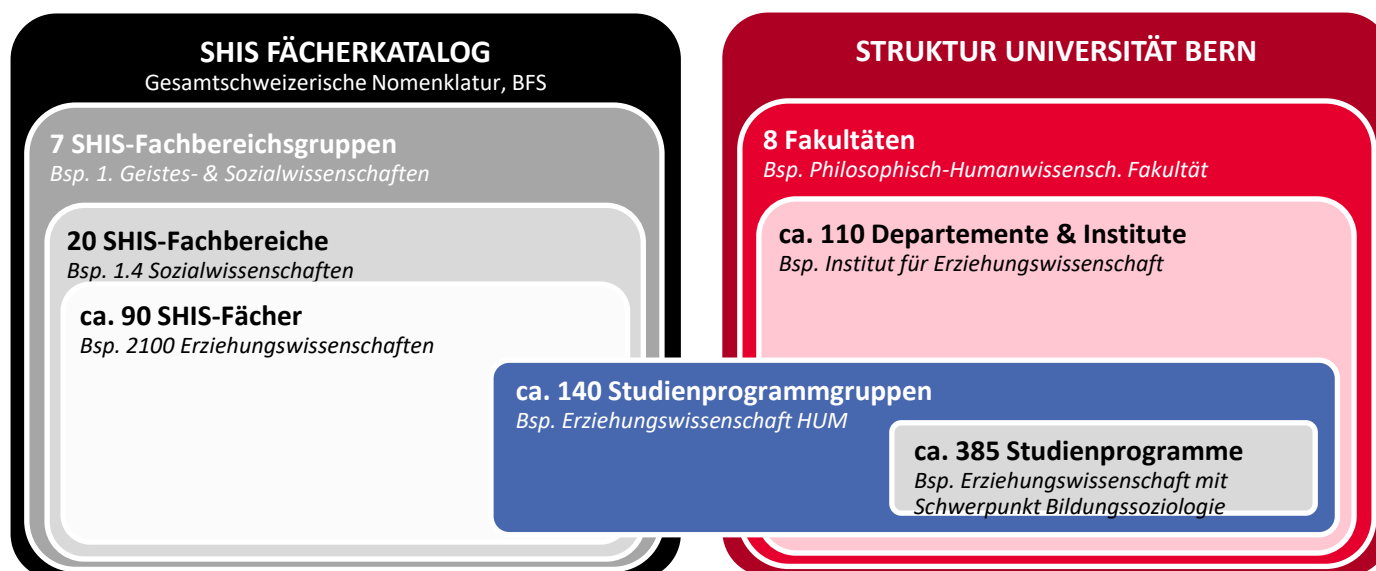 SHIS FÄCHERKATALOG
Gesamtschweizerische Nomenklatur, BFS
7 SHIS-Fachbereichsgruppen
Bsp. 1. Geistes- & Sozialwissenschaften
20 SHIS-Fachbereiche
Bsp. 1.4 Sozialwissenschaften
ca. 90 SHIS-Fächer
Bsp. 2100 Erziehungswissenschaften
STRUKTUR UNIVERSITÄT BERN
8 Fakultäten
Bsp. Philosophisch-Humanwissensch. Fakultät
ca. 110 Departemente & Institute
Bsp. Institut für Erziehungswissenschaft
ca. 140 Studienprogrammgruppen
Bsp. Erziehungswissenschaft HUM
ca. 385 Studienprogramme
Bsp. Erziehungswissenschaft mit
Schwerpunkt Bildungssoziologie